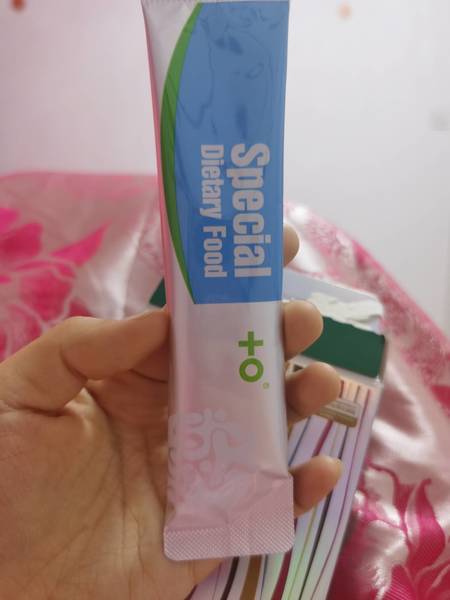 Special
Dietary Food
+o®